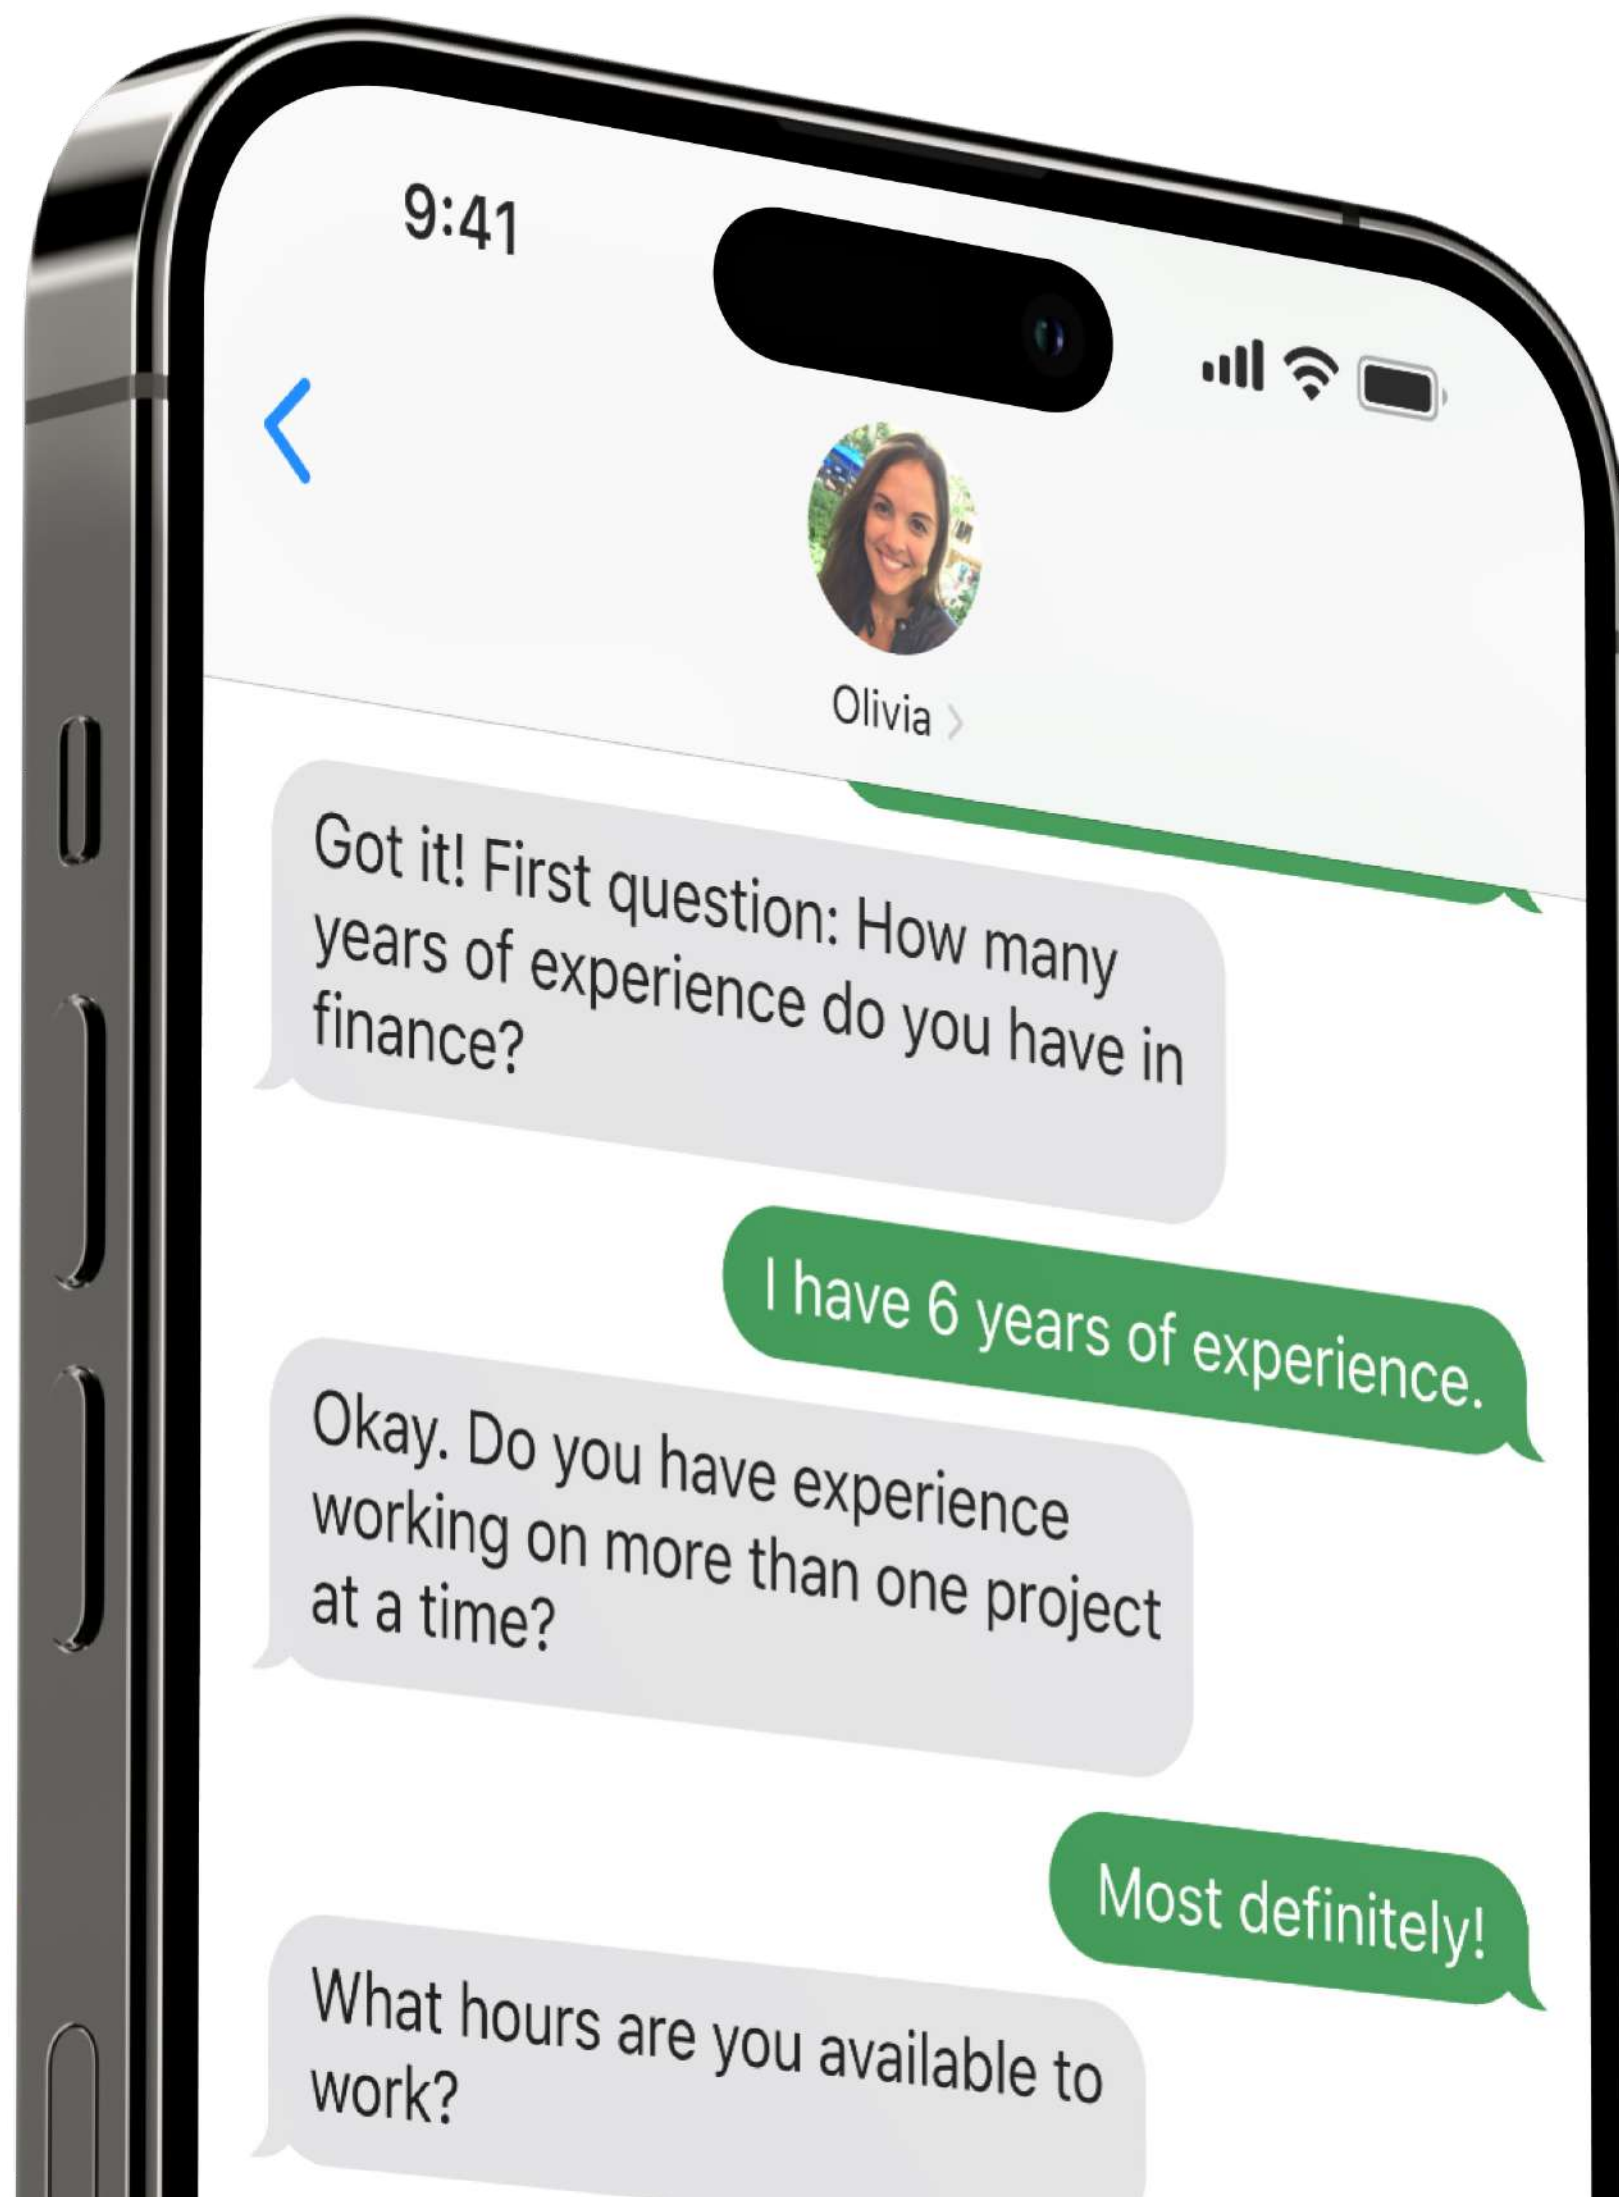 9:41
Olivia
Got it! First question: How many
years of experience do you have in
finance?
I have 6 years of experience.
Okay. Do you have experience
working on more than one project
at a time?
Most definitely!
What hours are you available to
work?